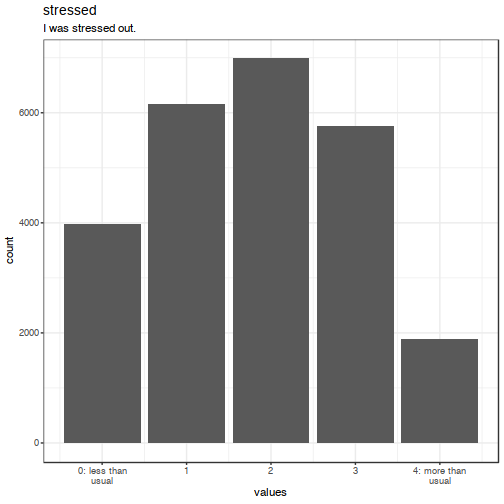 stressed
I was stressed out.
6000
4000
2000
0
count
0: less than
usual
1
2
3
4: more than
usual
values